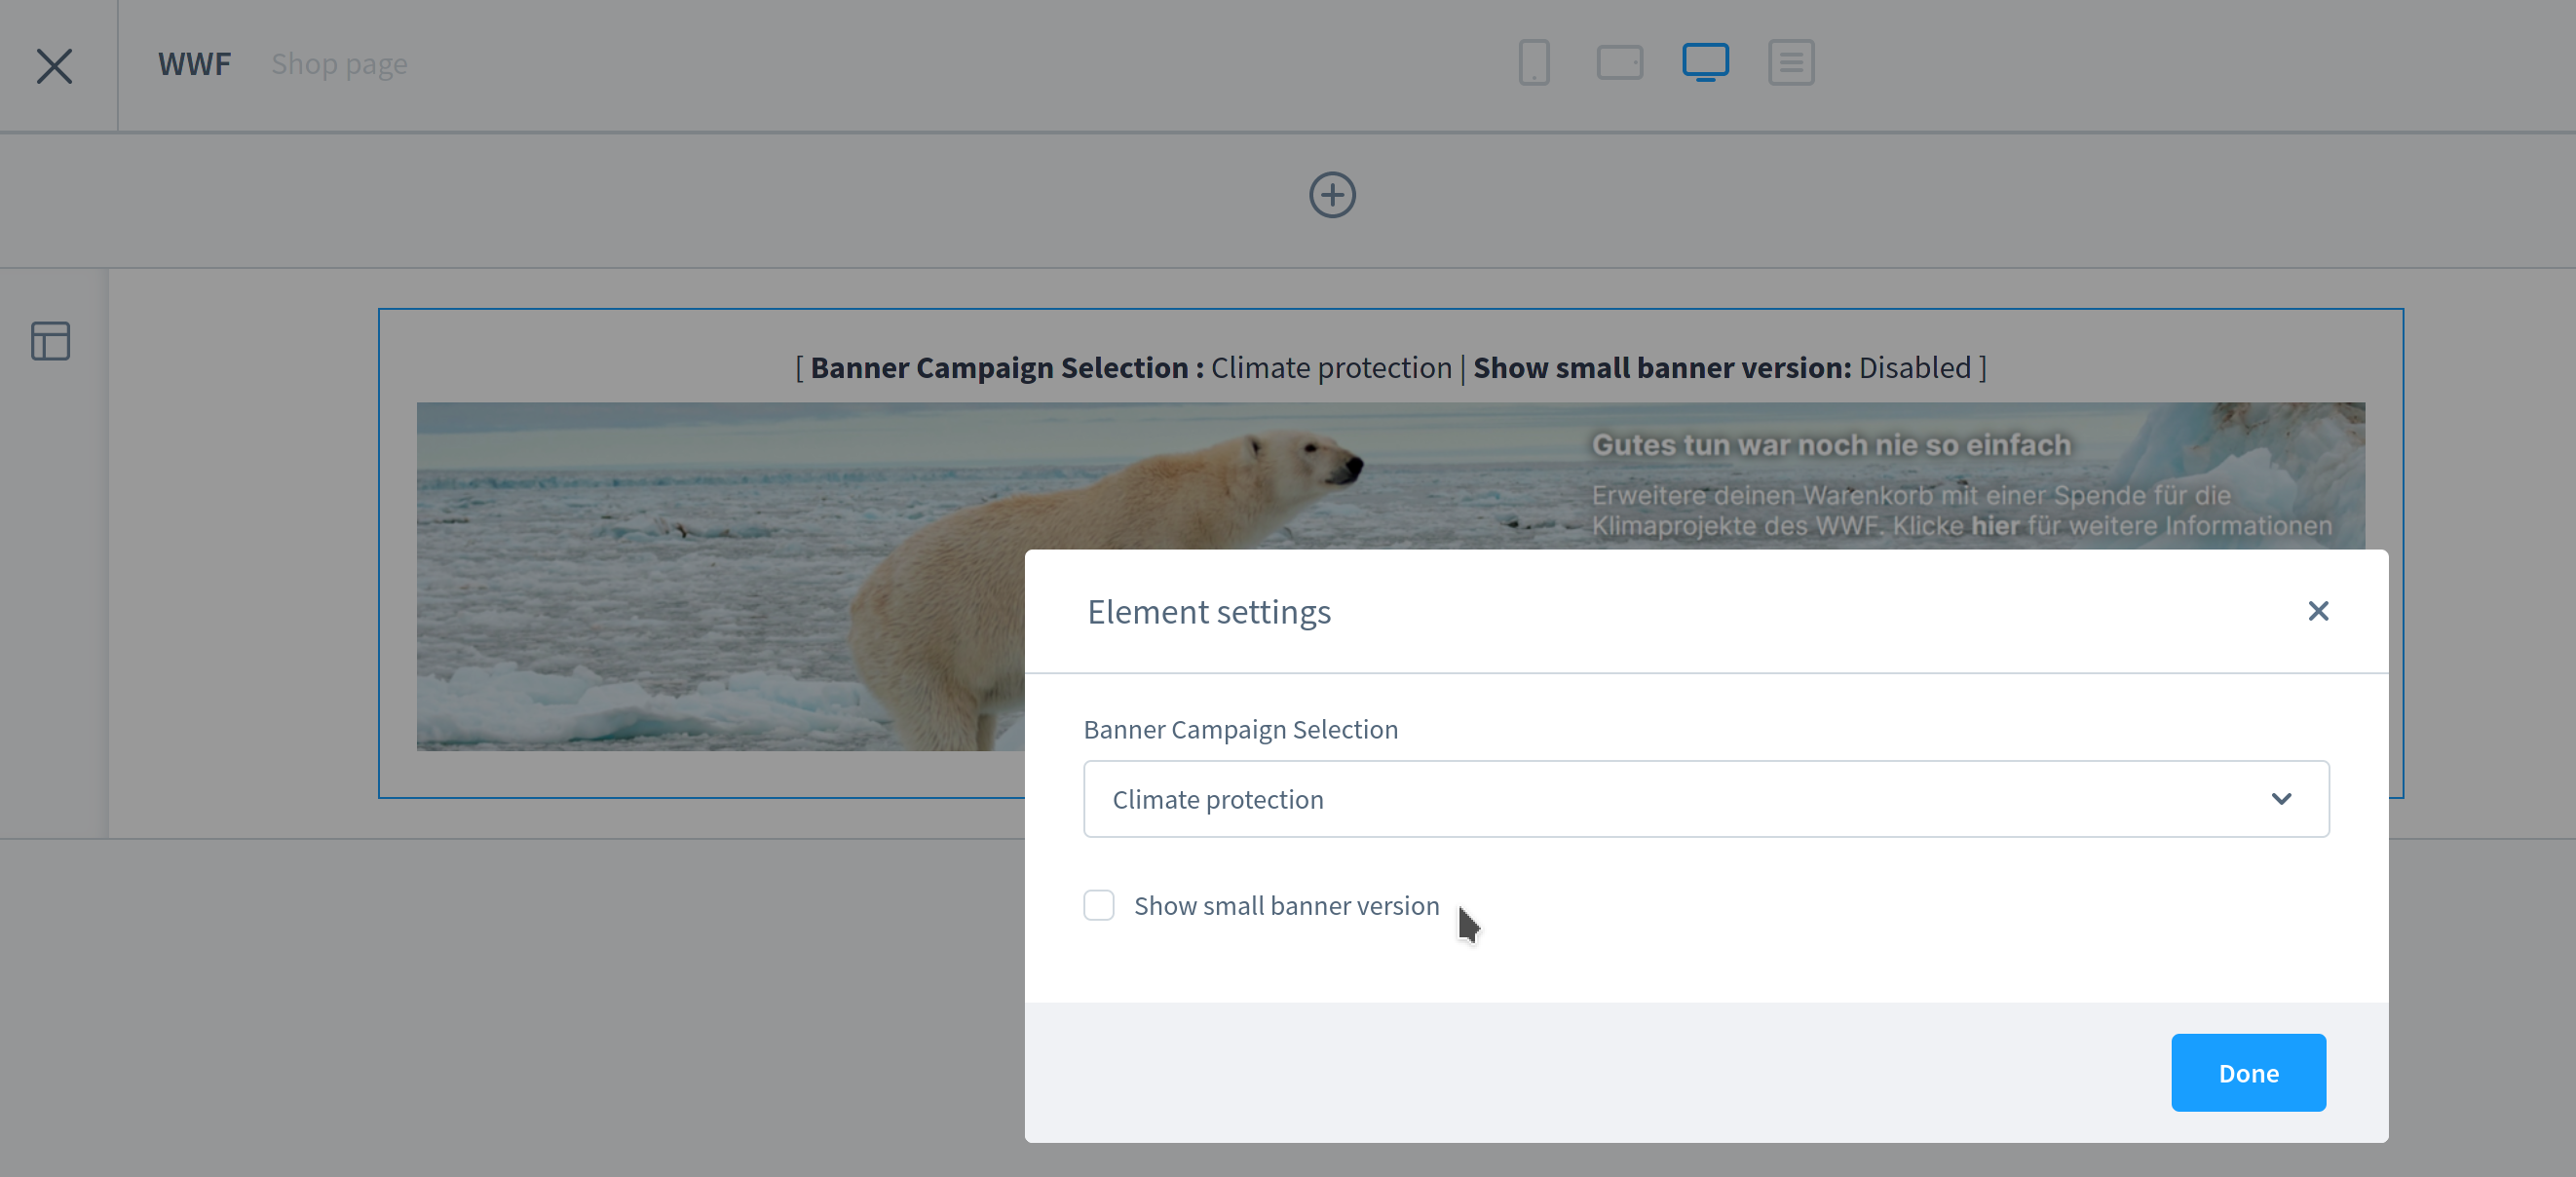 WWF Shop page
[ Banner Campaign Selection : Climate protection | Show small banner version: Disabled ]
Gutes tun war noch nie so einfach
Erweitere deinen Warenkorb mit einer Spende für die
Klimaprojekte des WWF. Klicke hier für weitere Informationen
Element settings
Banner Campaign Selection
Climate protection
Show small banner version
Done